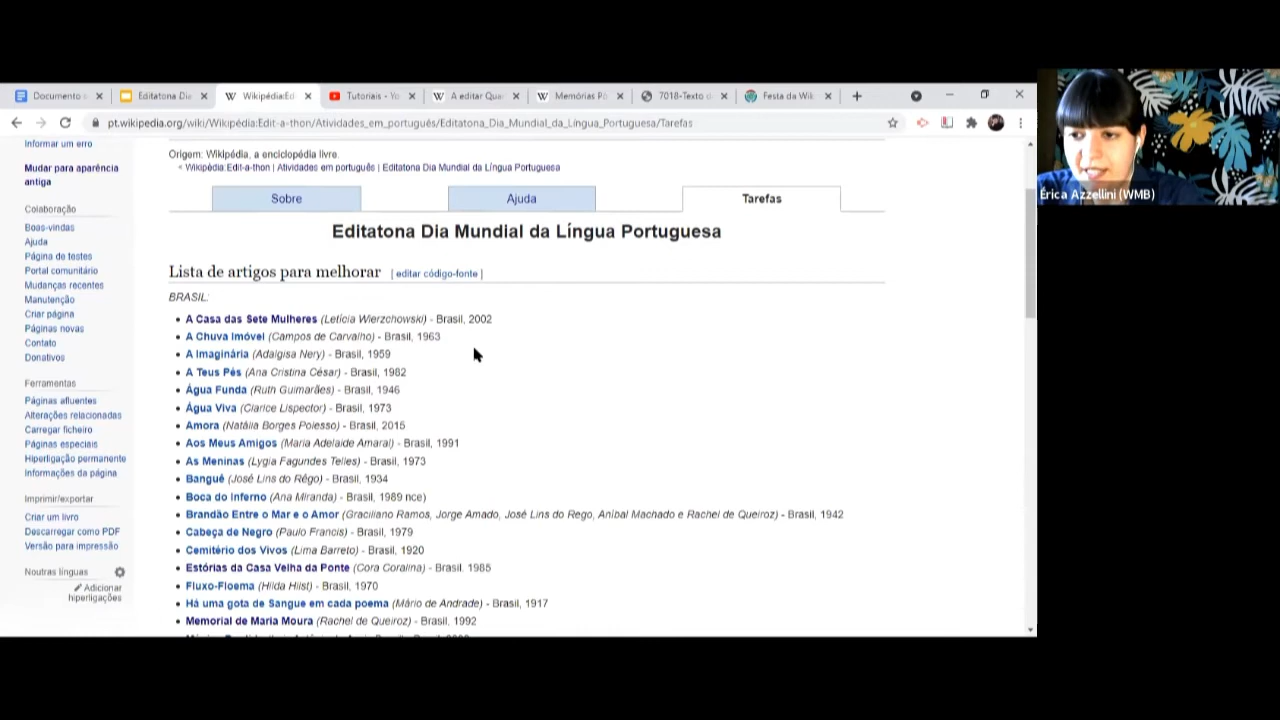 Documento s
Editatona Dia
Wikipédia:Ed
Tutoriais - Yo
A editar Qua
Memórias Pó
7018-Texto d
Festa da Wik
pt.wikipedia.org/wiki/Wikipédia:Edit-a-thon/Atividades_em_português/Editatona_Dia_Mundial_da_Língua_Portuguesa/Tarefas
Érica Azzellini (WMB)
Informar um erro
Mudar para aparência
antiga
Colaboração
Boas-vindas
Ajuda
Página de testes
Portal comunitário
Mudanças recentes
Manutenção
Criar página
Páginas novas
Contato
Donativos
Ferramentas
Páginas afluentes
Alterações relacionadas
Carregar ficheiro
Páginas especiais
Hiperligação permanente
Informações da página
Imprimir/exportar
Criar um livro
Descarregar como PDF
Versão para impressão
Noutras línguas
Adicionar
hiperligações
Origem: Wikipédia, a enciclopédia livre.
< Wikipédia:Edit-a-thon | Atividades em português | Editatona Dia Mundial da Língua Portuguesa
Sobre
Ajuda
Tarefas
Editatona Dia Mundial da Língua Portuguesa
Lista de artigos para melhorar [ editar código-fonte ]
BRASIL:
A Casa das Sete Mulheres (Letícia Wierzchowski) - Brasil, 2002
A Chuva Imóvel (Campos de Carvalho) - Brasil, 1963
A Imaginária (Adalgisa Nery) - Brasil, 1959
A Teus Pés (Ana Cristina César) - Brasil, 1982
Água Funda (Ruth Guimarães) - Brasil, 1946
Água Viva (Clarice Lispector) - Brasil, 1973
Amora (Natália Borges Polesso) - Brasil, 2015
Aos Meus Amigos (Maria Adelaide Amaral) - Brasil, 1991
As Meninas (Lygia Fagundes Telles) - Brasil, 1973
Banguê (José Lins do Rêgo) - Brasil, 1934
Boca do Inferno (Ana Miranda) - Brasil, 1989 nce)
Brandão Entre o Mar e o Amor (Graciliano Ramos, Jorge Amado, José Lins do Rego, Aníbal Machado e Rachel de Queiroz) - Brasil, 1942
Cabeça de Negro (Paulo Francis) - Brasil, 1979
Cemitério dos Vivos (Lima Barreto) - Brasil, 1920
Estórias da Casa Velha da Ponte (Cora Coralina) - Brasil. 1985
Fluxo-Floema (Hilda Hilst) - Brasil, 1970
Há uma gota de Sangue em cada poema (Mário de Andrade) - Brasil, 1917
Memorial de Maria Moura (Rachel de Queiroz) - Brasil, 1992